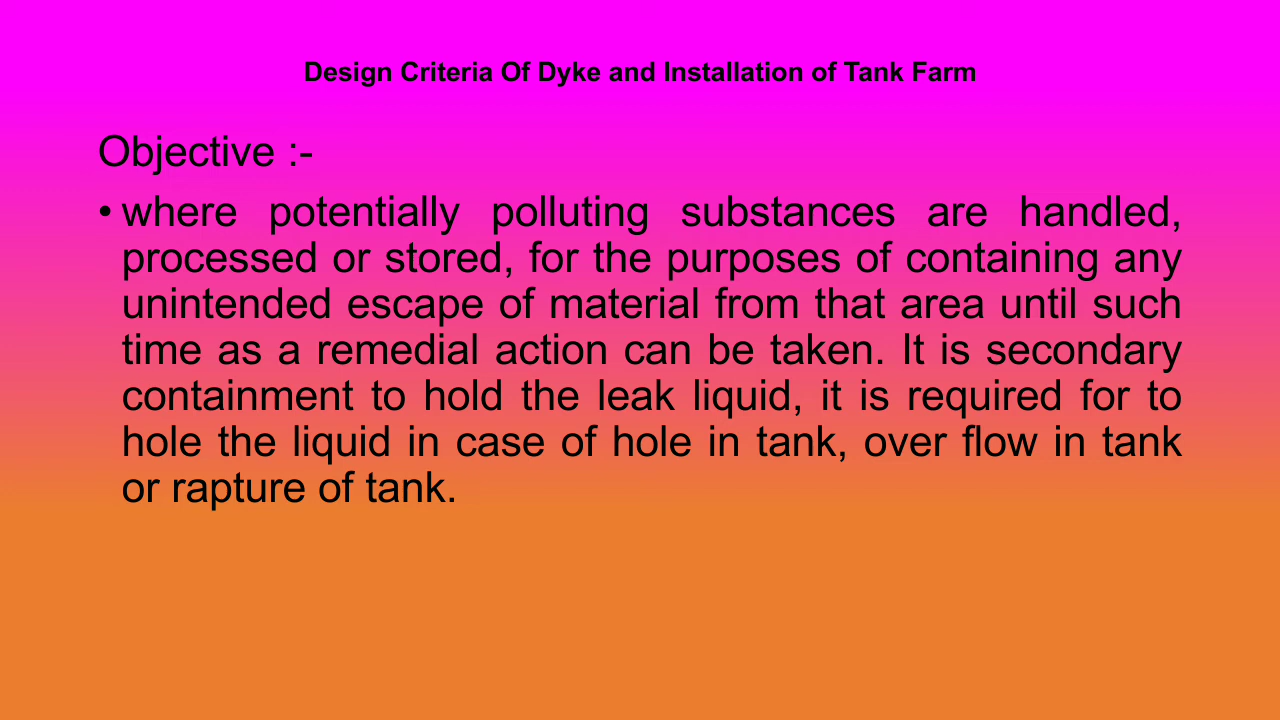 Design Criteria Of Dyke and Installation of Tank Farm
Objective :-
• where potentially polluting substances are handled,
processed or stored, for the purposes of containing any
unintended escape of material from that area until such
time as a remedial action can be taken. It is secondary
containment to hold the leak liquid, it is required for to
hole the liquid in case of hole in tank, over flow in tank
or rapture of tank.